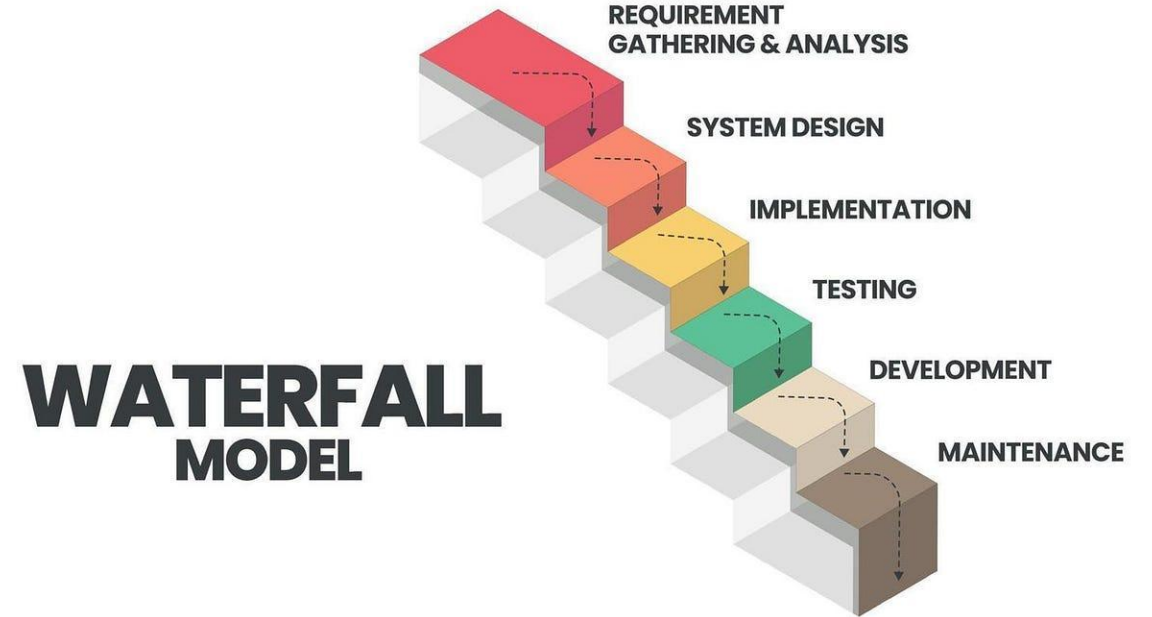 REQUIREMENT
GATHERING & ANALYSIS
SYSTEM DESIGN
IMPLEMENTATION
TESTING
DEVELOPMENT
MAINTENANCE
WATERFALL
MODEL